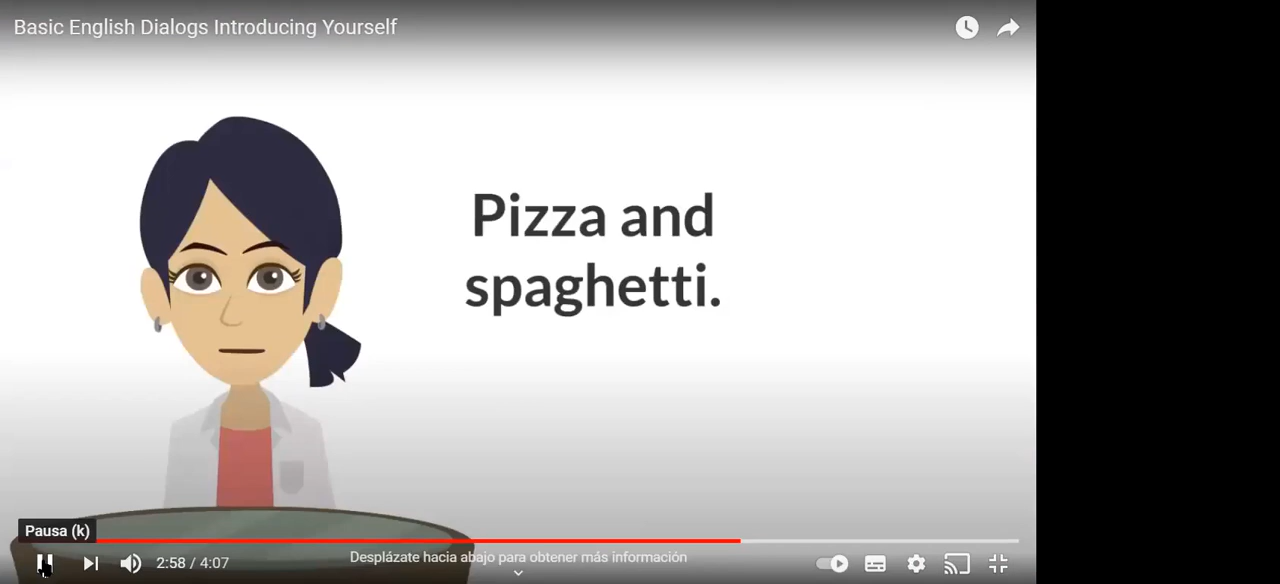 Basic English Dialogs Introducing Yourself
Pizza and
spaghetti.
Pausa (k)
2:58 / 4:07
Desplázate hacia abajo para obtener más información